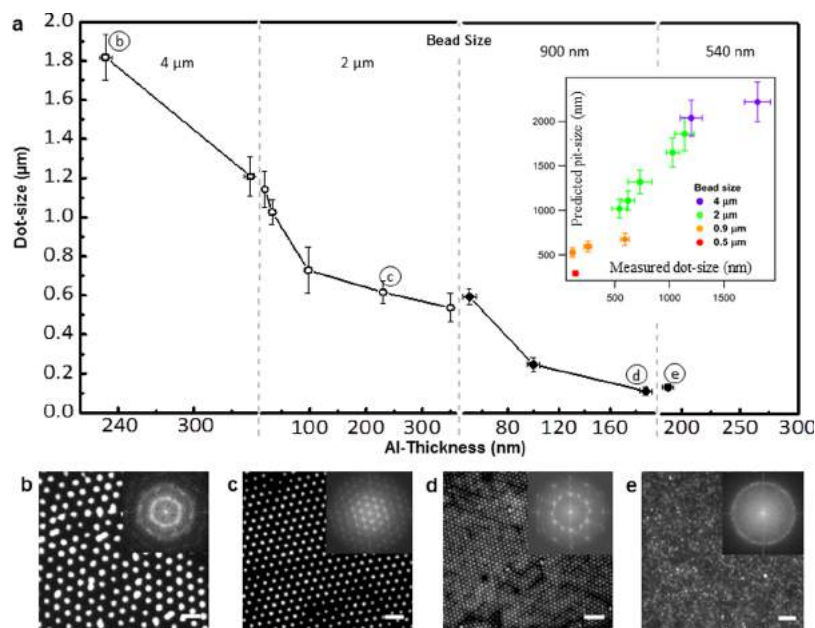 a
Bead Size
4 μm
2 μm
900 nm
540 nm
b
c
d
e
Dot-size (μm)
2.0
1.8
1.6
1.4
1.2
1.0
0.8
0.6
0.4
0.2
0.0
240
300
100
200
300
80
120
160
200
250
300
Al-Thickness (nm)
Predicted pit-size (nm)
2000
1500
1000
500
Bead size
4 μm
2 μm
0.9 μm
0.5 μm
Measured dot-size (nm)
500
1000
1500
b
c
d
e